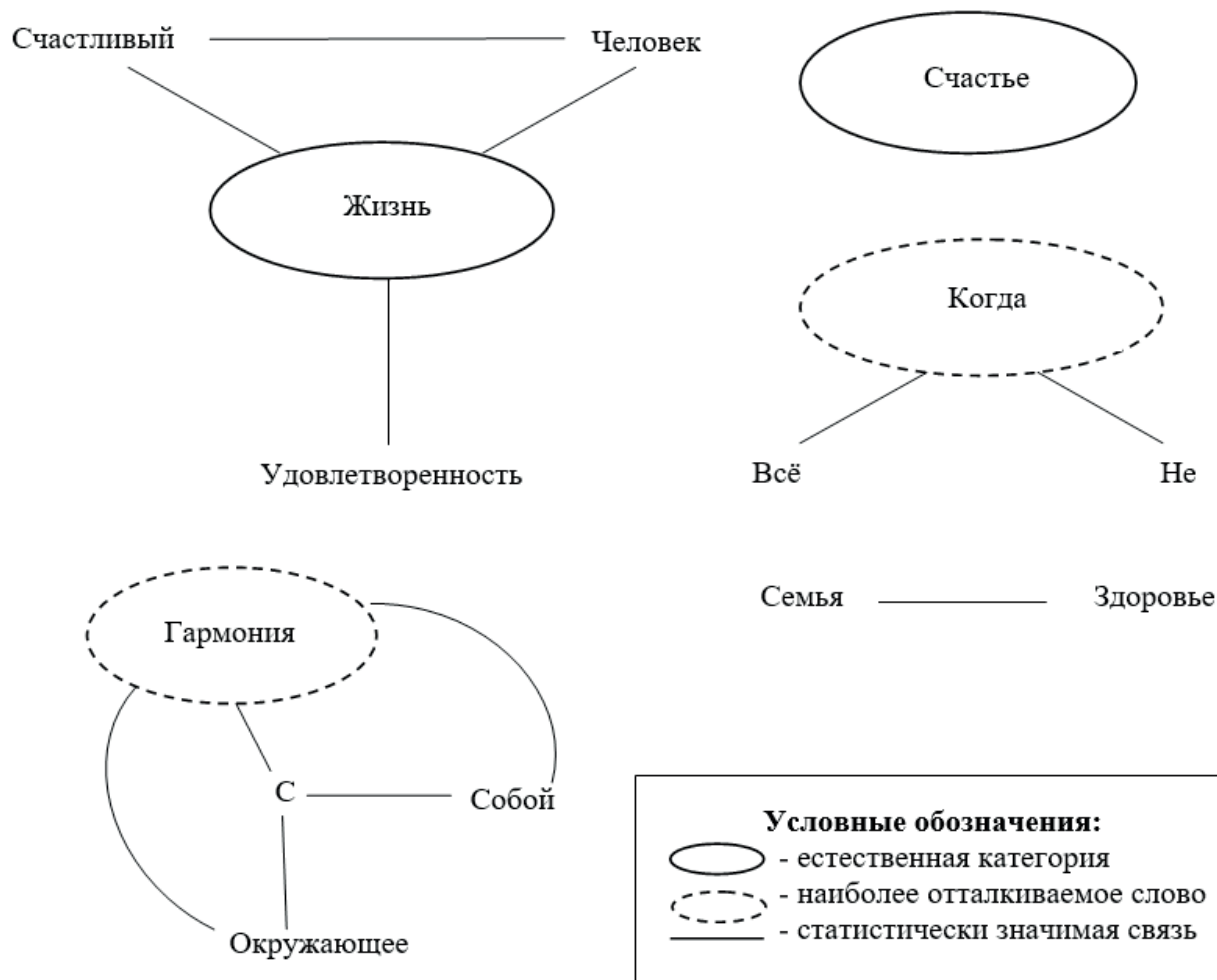 Счастливый
Человек
Счастье
Жизнь
Когда
Удовлетворенность
Всё
Не
Семья
Здоровье
Гармония
С
Собой
Окружающее
Условные обозначения:
- естественная категория
- наиболее отталкиваемое слово
- статистически значимая связь